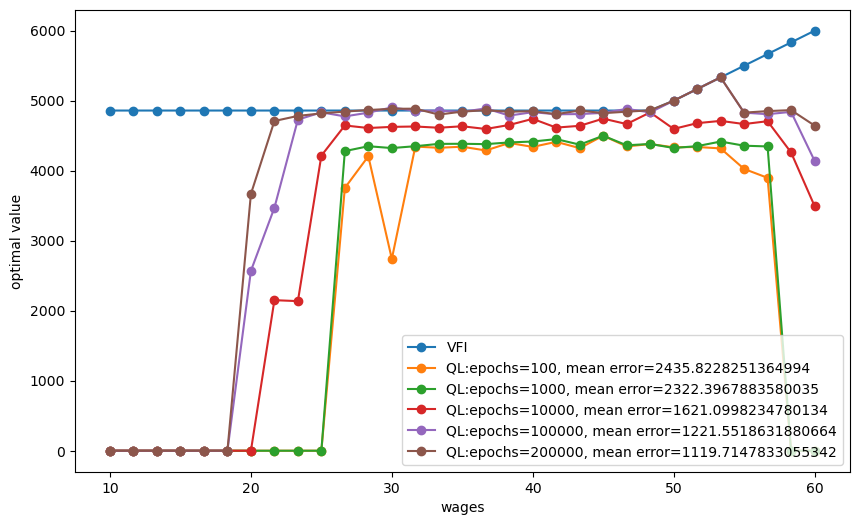 6000
5000
4000
3000
2000
1000
0
optimal value
10 20 30 40 50 60
wages
VFI
QL:epochs=100, mean error=2435.8228251364994
QL:epochs=1000, mean error=2322.3967883580035
QL:epochs=10000, mean error=1621.0998234780134
QL:epochs=100000, mean error=1221.5518631880664
QL:epochs=200000, mean error=1119.7147833055342